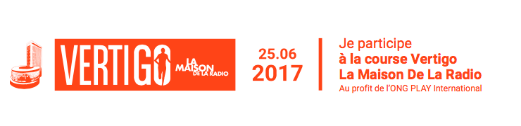 VERTIGO
LA
MAISON
DE LA RADIO
25.06
2017
Je participe
à la course Vertigo
La Maison De La Radio
Au profit de l'ONG PLAY International